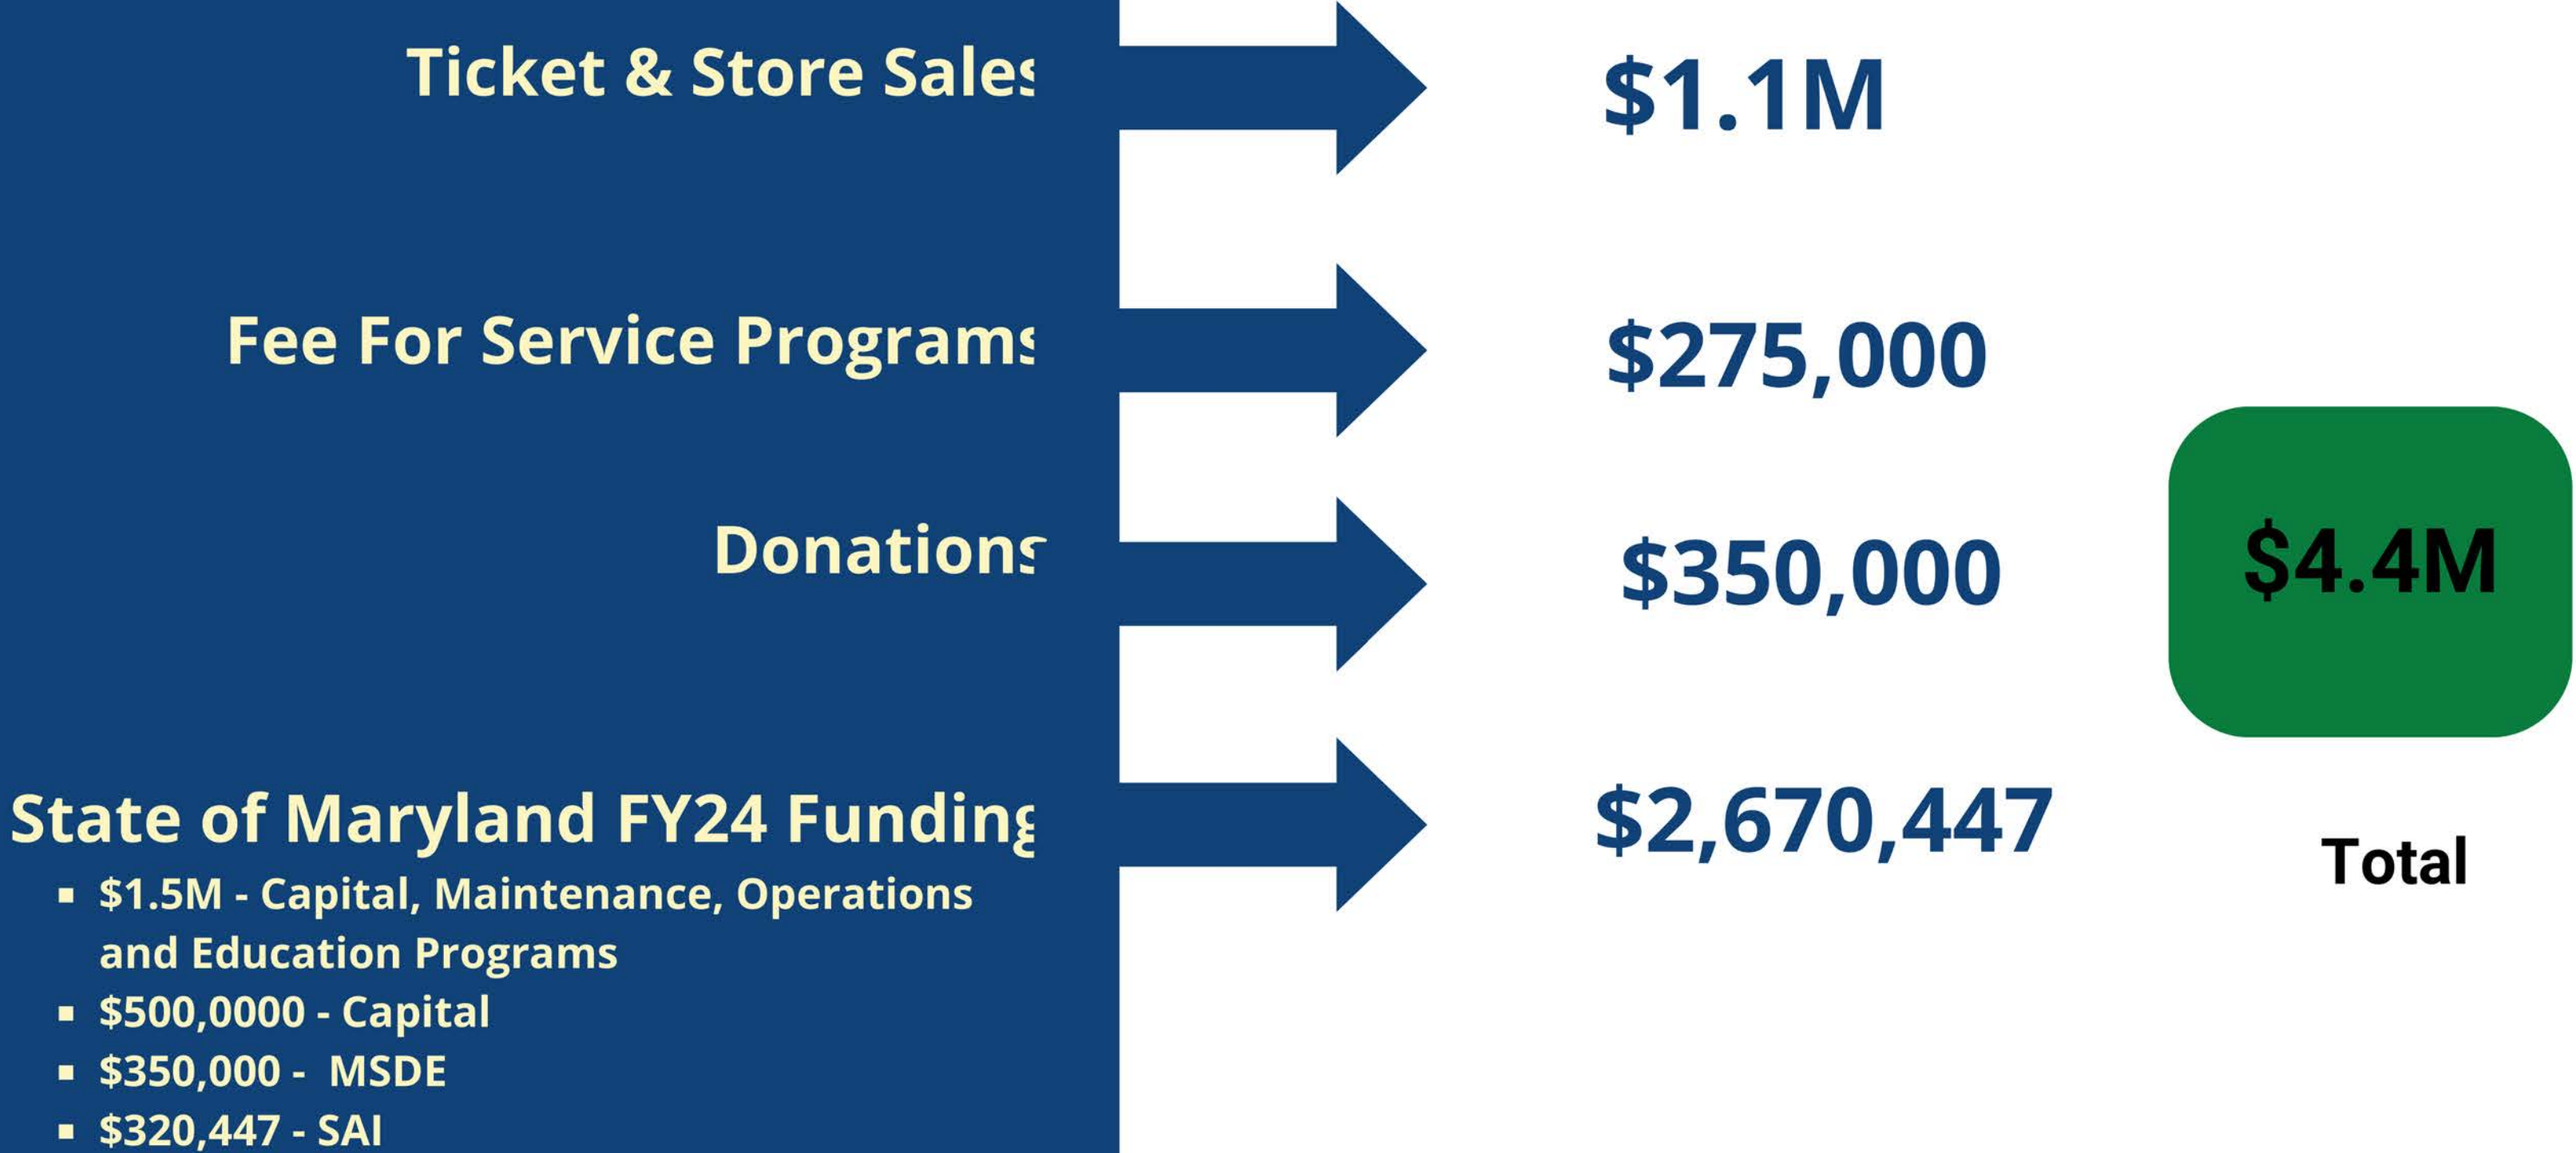 Ticket & Store Sales
$1.1M
Fee For Service Programs
$275,000
Donations
$350,000
$4.4M
State of Maryland FY24 Funding
$2,670,447
Total
▪ $1.5M - Capital, Maintenance, Operations
and Education Programs
▪ $500,0000 - Capital
▪ $350,000 - MSDE
▪ $320,447 - SAI